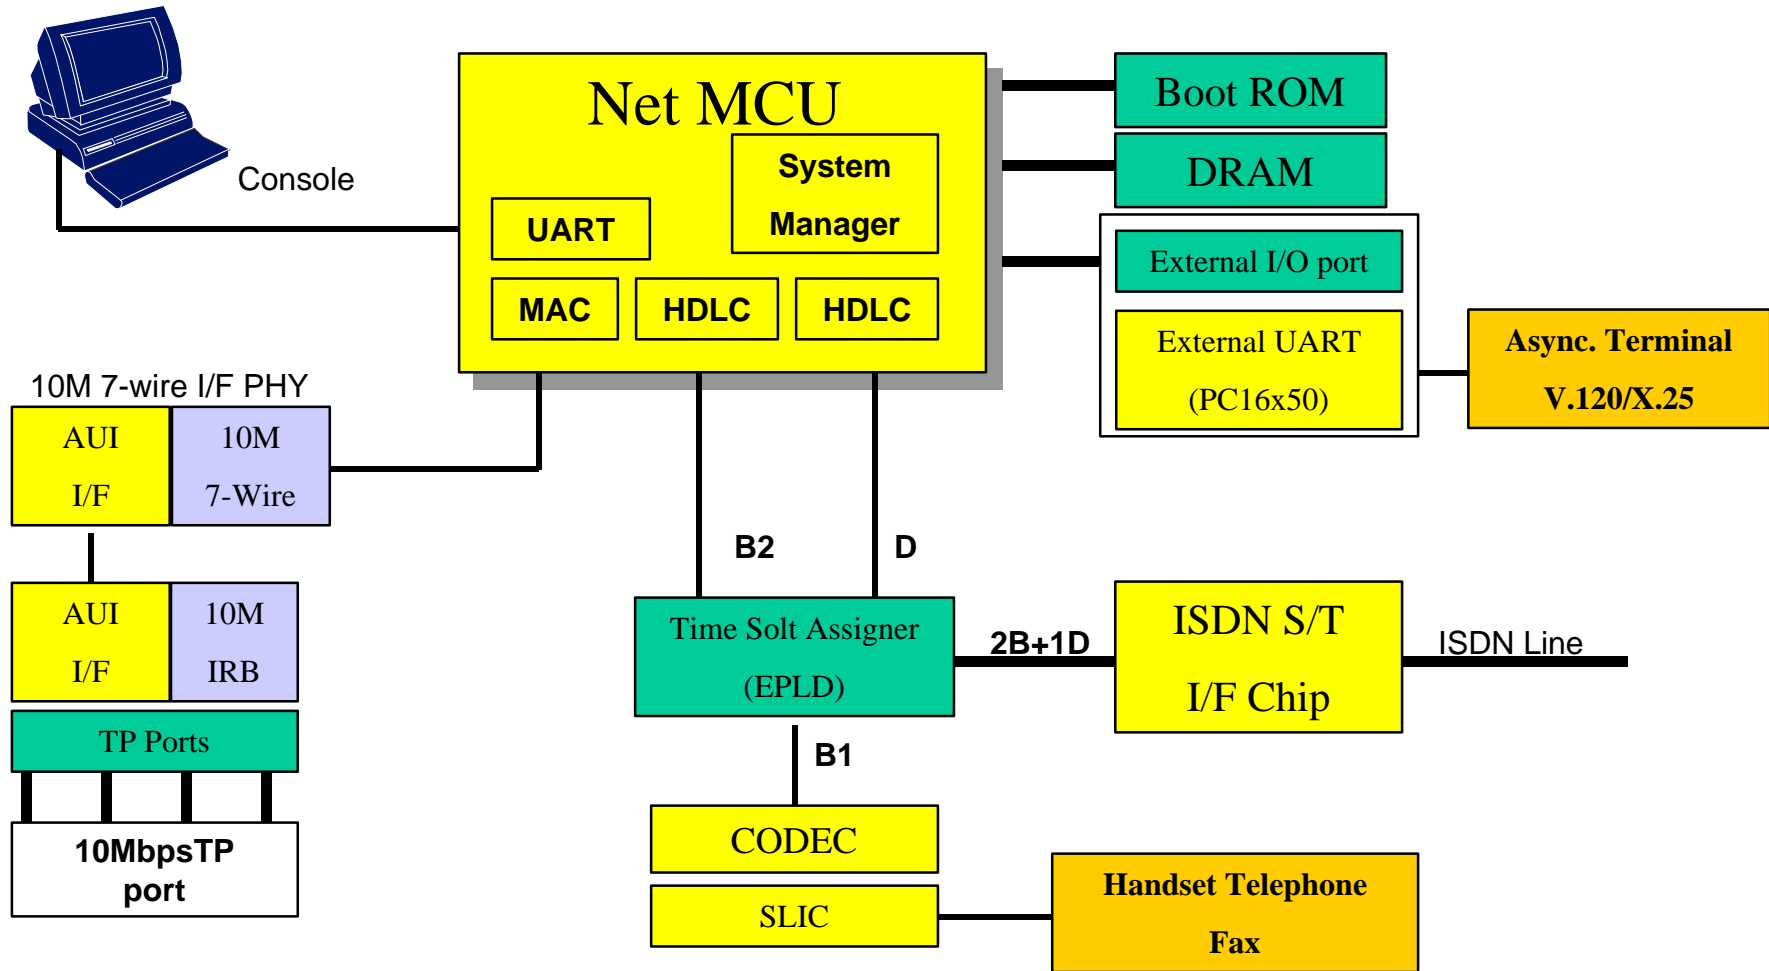 Console
Net MCU
System
Manager
UART
MAC
HDLC
HDLC
Boot ROM
DRAM
External I/O port
External UART
(PC16x50)
Async. Terminal
V.120/X.25
10M 7-wire I/F PHY
AUI
I/F
10M
7-Wire
AUI
I/F
10M
IRB
TP Ports
10MbpsTP
port
B2
D
Time Solt Assigner
(EPLD)
2B+1D
ISDN S/T
I/F Chip
ISDN Line
B1
CODEC
SLIC
Handset Telephone
Fax